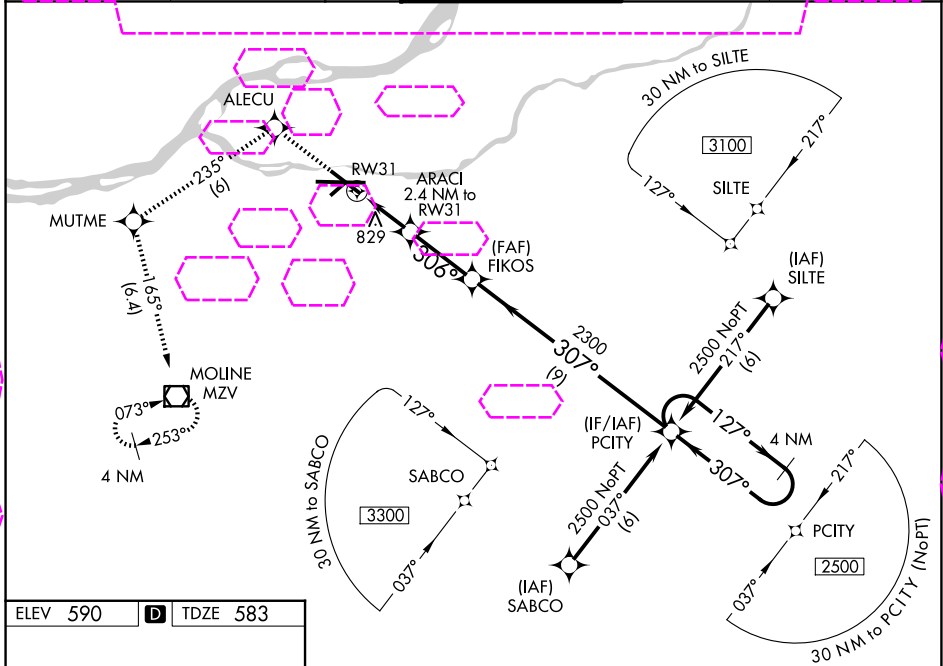 30 NM to SILTE
3100
217°
127°
SILTE
ALECU
235°
(6)
RW31
ARACI
2.4 NM to
RW31
829
MUTME
306°
(FAF)
FIKOS
165°
(6.4)
(IAF)
SILTE
2500 NoPT
217°
(6)
2300
307°
(9)
MOLINE
MZV
073°
253°
4 NM
(IF/IAF)
PCITY
127°
4 NM
307°
30 NM to SABCO
127°
SABCO
3300
037°
2500 NoPT
037°
(6)
(IAF)
SABCO
217°
PCITY
2500
037°
30 NM to PCITY (NoPT)
ELEV 590 D TDZE 583